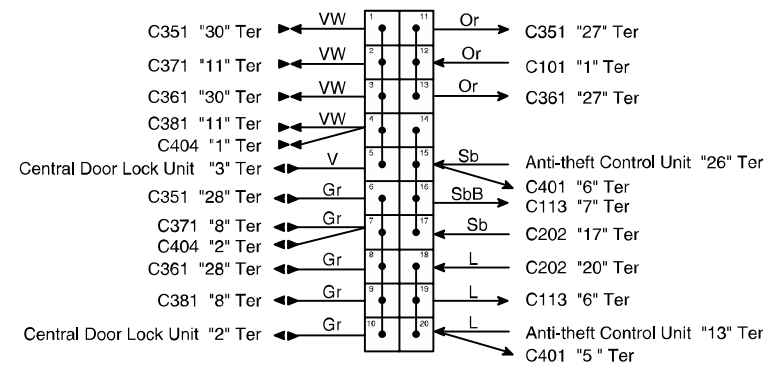 C351 "30" Ter VW 1 11 Or C351 "27" Ter
C371 "11" Ter VW 2 12 Or C101 "1" Ter
C361 "30" Ter VW 3 13 Or C361 "27" Ter
C381 "11" Ter VW 4 14
C404 "1" Ter
Central Door Lock Unit "3" Ter V 5 15 Sb Anti-theft Control Unit "26" Ter
C401 "6" Ter
C351 "28" Ter Gr 6 16 SbB C113 "7" Ter
C371 "8" Ter Gr 7 17 Sb C202 "17" Ter
C404 "2" Ter
C361 "28" Ter Gr 8 18 L C202 "20" Ter
C381 "8" Ter Gr 9 19 L C113 "6" Ter
Central Door Lock Unit "2" Ter Gr 10 20 L Anti-theft Control Unit "13" Ter
C401 "5 " Ter